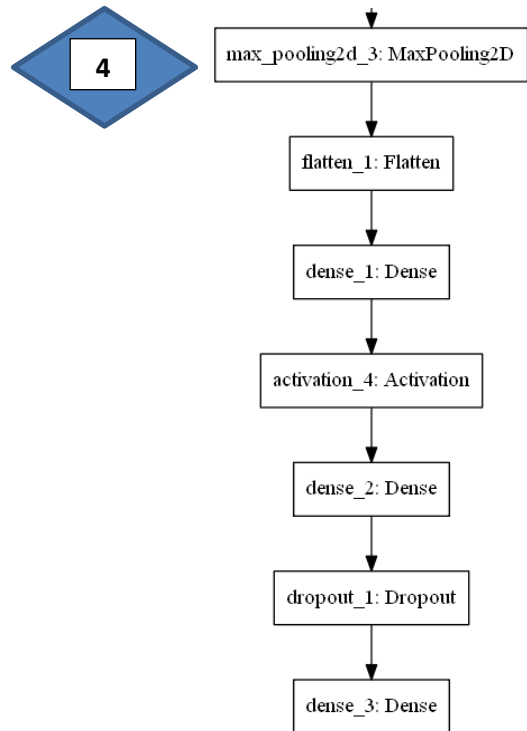 4
max_pooling2d_3: MaxPooling2D
flatten_1: Flatten
dense_1: Dense
activation_4: Activation
dense_2: Dense
dropout_1: Dropout
dense_3: Dense